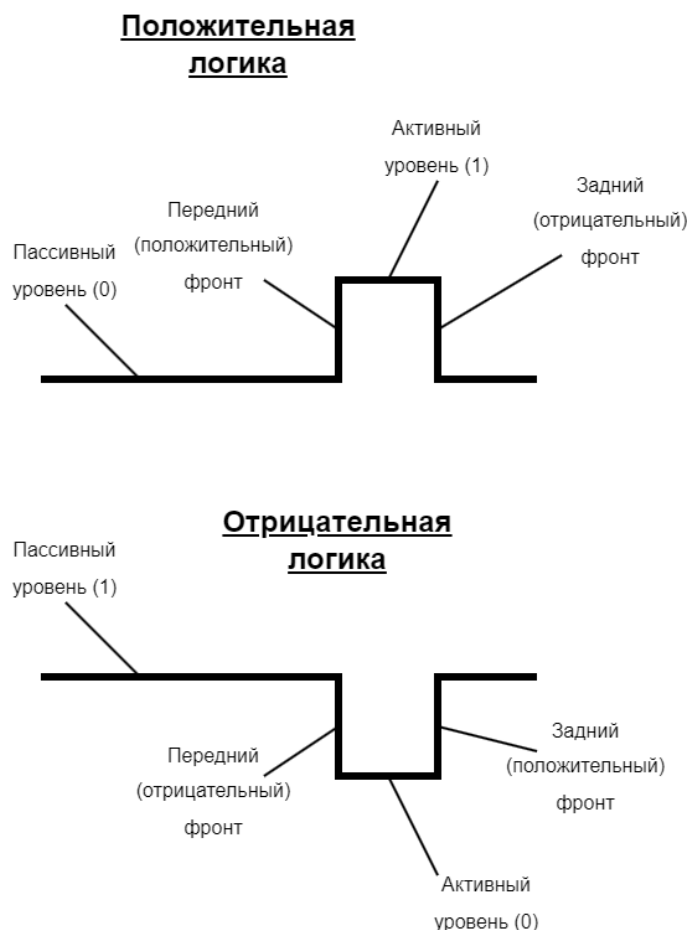 Положительная
логика
Активный
уровень (1)
Задний
(отрицательный)
фронт
Передний
(положительный)
фронт
Пассивный
уровень (0)
Отрицательная
логика
Пассивный
уровень (1)
Передний
(отрицательный)
фронт
Задний
(положительный)
фронт
Активный
уровень (0)